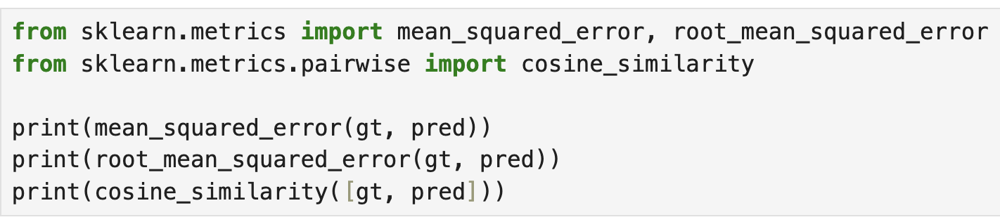 from sklearn.metrics import mean_squared_error, root_mean_squared_error
from sklearn.metrics.pairwise import cosine_similarity

print(mean_squared_error(gt, pred))
print(root_mean_squared_error(gt, pred))
print(cosine_similarity([gt, pred]))